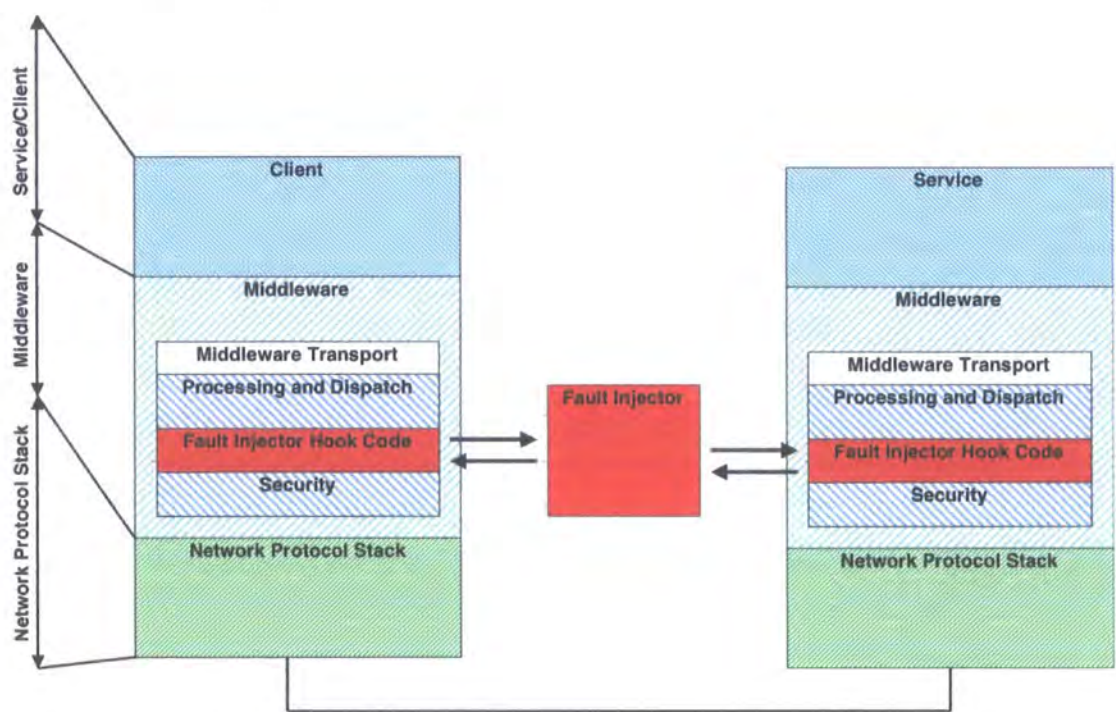 Service/Client
Middleware
Network Protocol Stack
Client
Middleware
Middleware Transport
Processing and Dispatch
Fault Injector Hook Code
Security
Network Protocol Stack
Fault Injector
Service
Middleware
Middleware Transport
Processing and Dispatch
Fault Injector Hook Code
Security
Network Protocol Stack